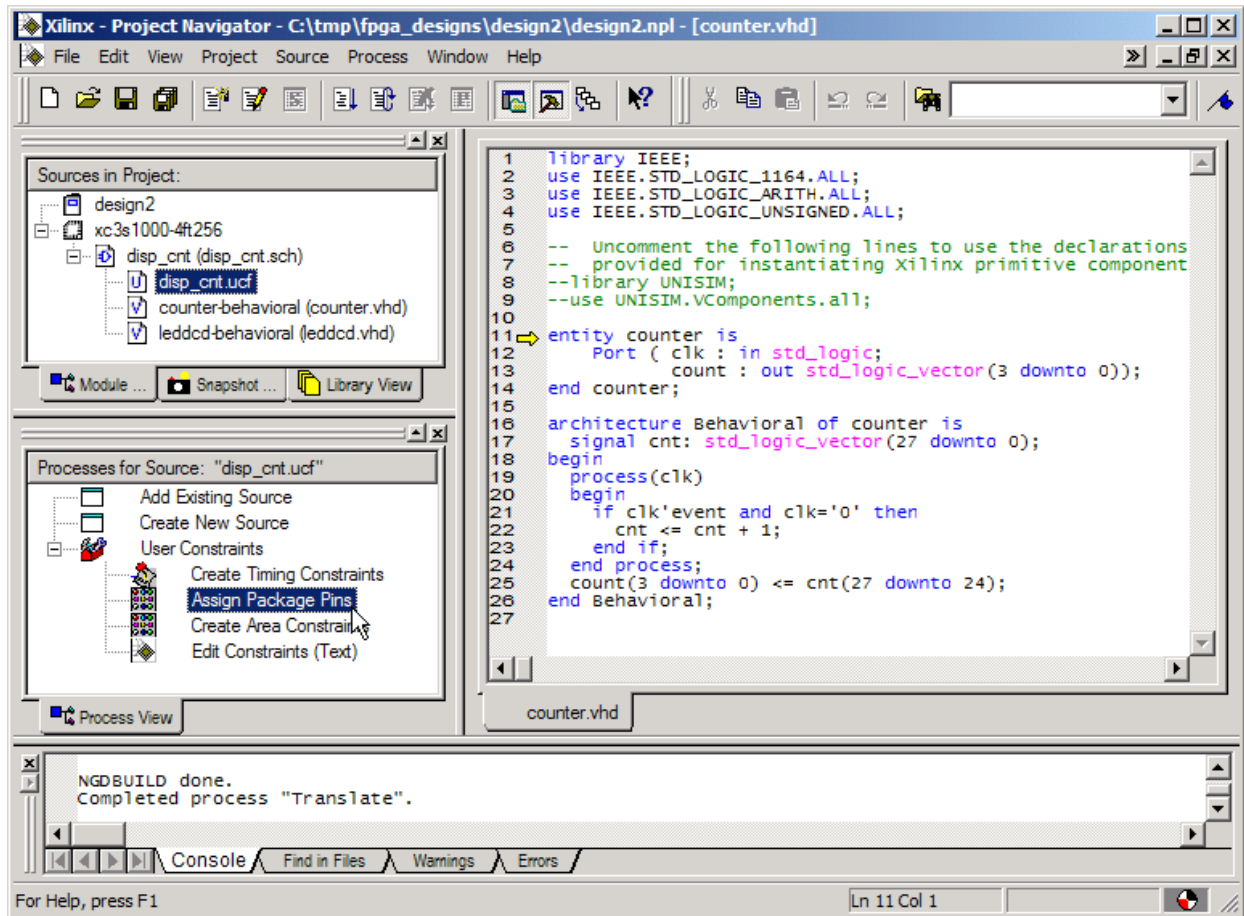 Xilinx - Project Navigator - C:\tmp\fpga_designs\design2\design2.npl - [counter.vhd]
File Edit View Project Source Process Window Help
Sources in Project:
design2
xc3s1000-4ft256
disp_cnt (disp_cnt.sch)
disp_cnt.ucf
counter-behavioral (counter.vhd)
leddcd-behavioral (leddcd.vhd)
Module ... Snapshot ... Library View
Processes for Source: "disp_cnt.ucf"
Add Existing Source
Create New Source
User Constraints
Create Timing Constraints
Assign Package Pins
Create Area Constraints
Edit Constraints (Text)
Process View
1 library IEEE;
2 use IEEE.STD_LOGIC_1164.ALL;
3 use IEEE.STD_LOGIC_ARITH.ALL;
4 use IEEE.STD_LOGIC_UNSIGNED.ALL;
5
6 -- Uncomment the following lines to use the declarations
7 -- provided for instantiating Xilinx primitive component
8 --library UNISIM;
9 --use UNISIM.VComponents.all;
10
11 entity counter is
12 Port ( clk : in std_logic;
13 count : out std_logic_vector(3 downto 0));
14 end counter;
15
16 architecture Behavioral of counter is
17 signal cnt: std_logic_vector(27 downto 0);
18 begin
19 process(clk)
20 begin
21 if clk'event and clk='0' then
22 cnt <= cnt + 1;
23 end if;
24 end process;
25 count(3 downto 0) <= cnt(27 downto 24);
26 end Behavioral;
27
counter.vhd
NGDBUILD done.
Completed process "Translate".
Console Find in Files Warnings Errors
For Help, press F1 Ln 11 Col 1